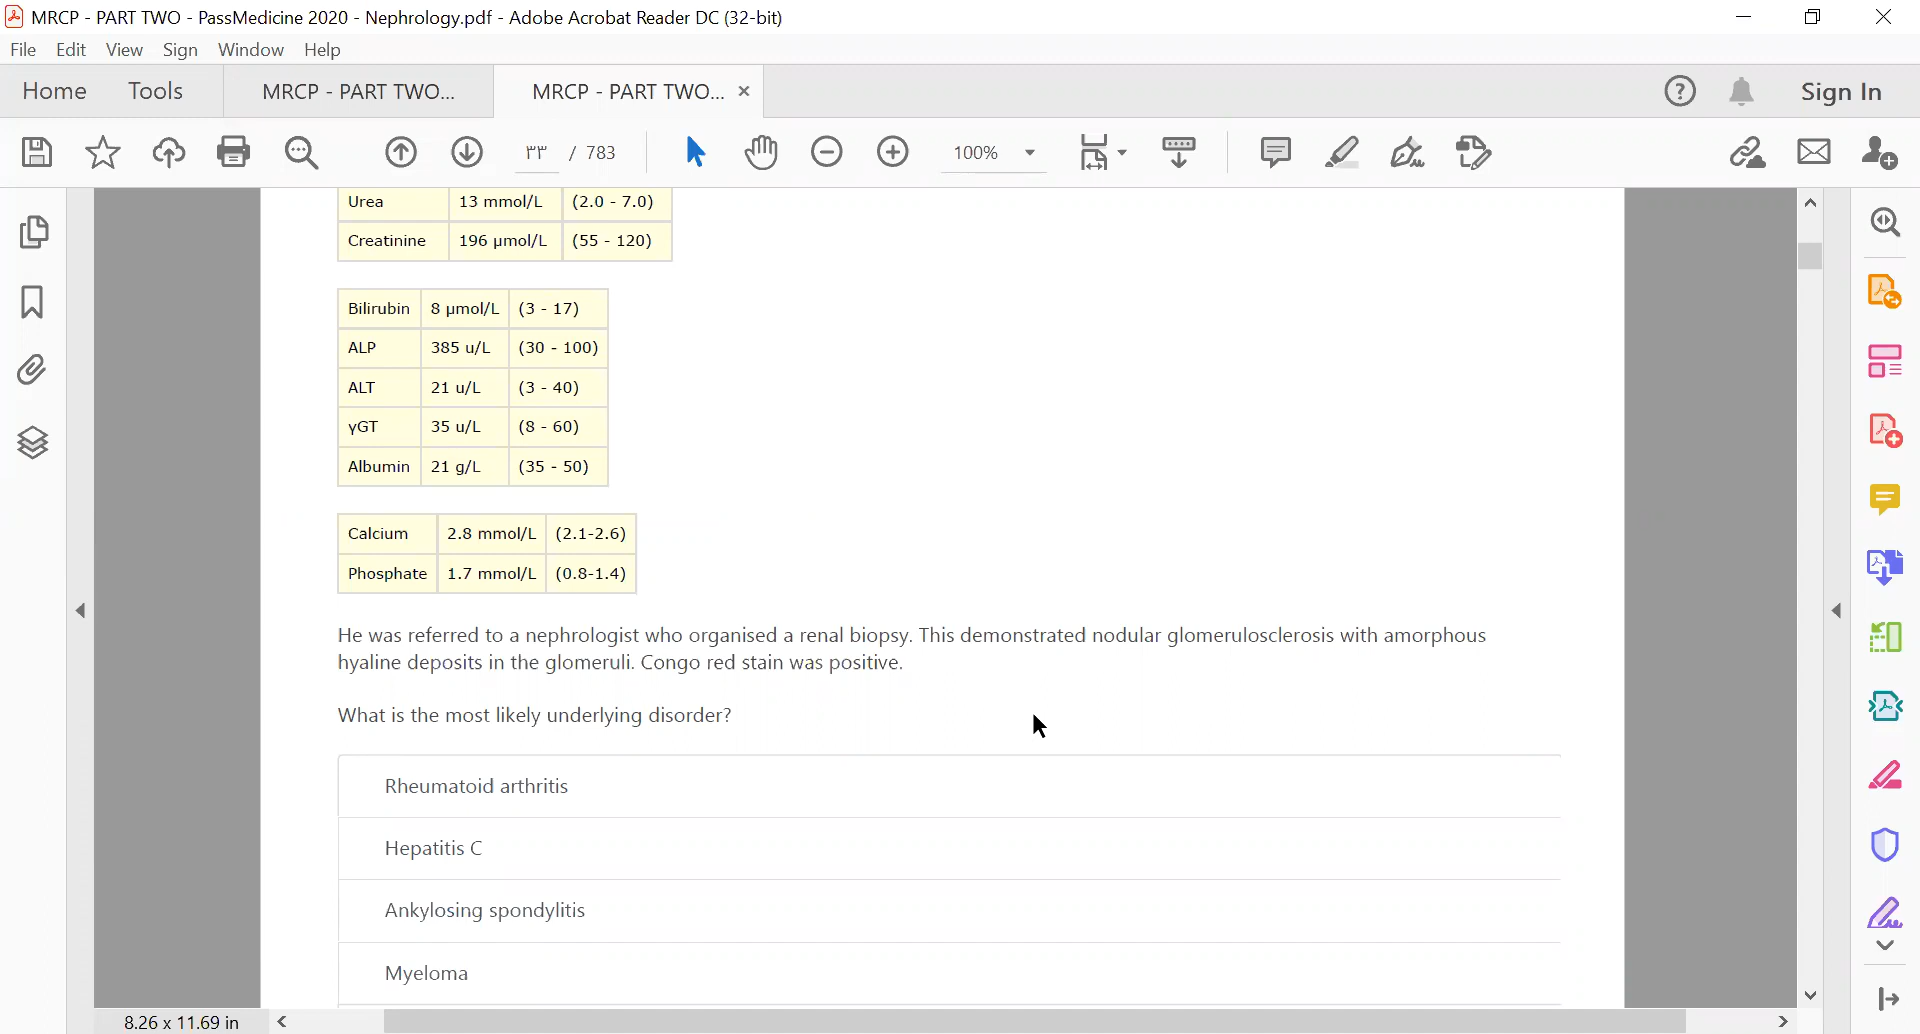 MRCP - PART TWO - PassMedicine 2020 - Nephrology.pdf - Adobe Acrobat Reader DC (32-bit)
File Edit View Sign Window Help
Home Tools MRCP - PART TWO... MRCP - PART TWO... × ? Sign In
٣٣ / 783 100%
Urea 13 mmol/L (2.0 - 7.0)
Creatinine 196 µmol/L (55 - 120)
Bilirubin 8 µmol/L (3 - 17)
ALP 385 u/L (30 - 100)
ALT 21 u/L (3 - 40)
γGT 35 u/L (8 - 60)
Albumin 21 g/L (35 - 50)
Calcium 2.8 mmol/L (2.1-2.6)
Phosphate 1.7 mmol/L (0.8-1.4)
He was referred to a nephrologist who organised a renal biopsy. This demonstrated nodular glomerulosclerosis with amorphous
hyaline deposits in the glomeruli. Congo red stain was positive.
What is the most likely underlying disorder?
Rheumatoid arthritis
Hepatitis C
Ankylosing spondylitis
Myeloma
8.26 x 11.69 in